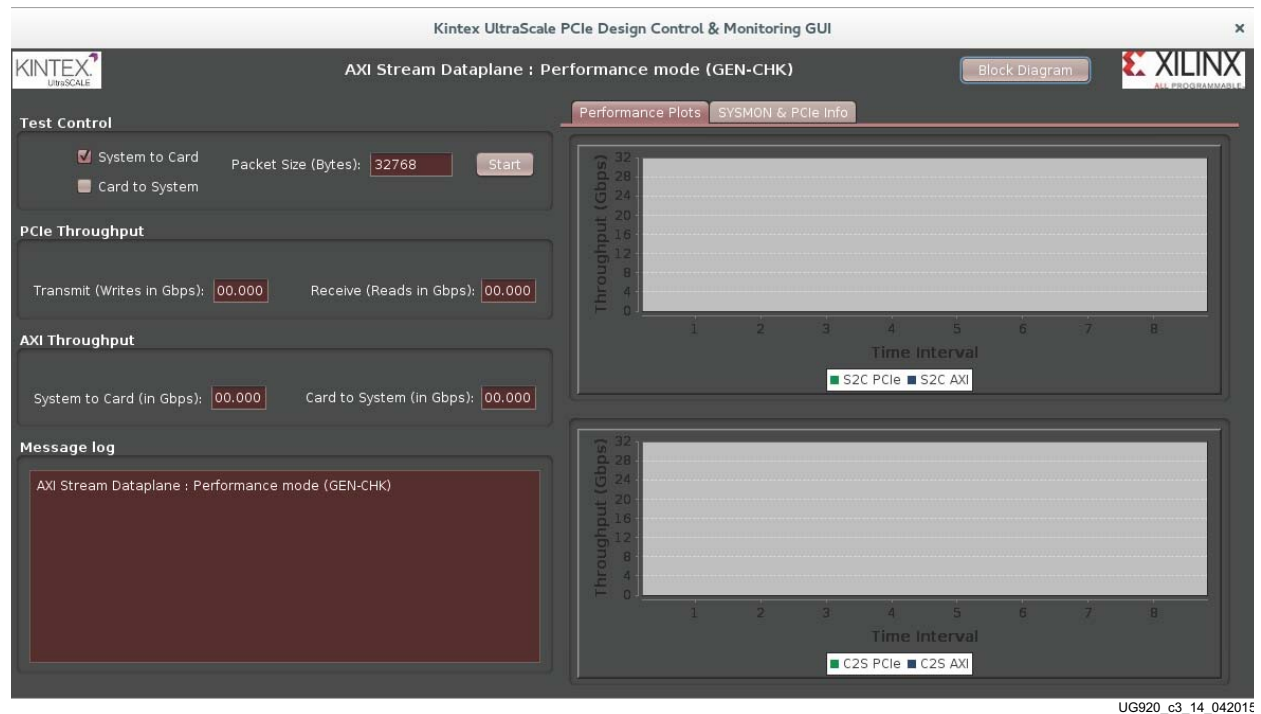 Kintex UltraScale PCIe Design Control & Monitoring GUI x
KINTEX
UltraSCALE
AXI Stream Dataplane : Performance mode (GEN-CHK)
Block Diagram
XILINX
ALL PROGRAMMABLE
Test Control
System to Card
Card to System
Packet Size (Bytes): 32768
Start
PCIe Throughput
Transmit (Writes in Gbps): 00.000 Receive (Reads in Gbps): 00.000
AXI Throughput
System to Card (in Gbps): 00.000 Card to System (in Gbps): 00.000
Message log
AXI Stream Dataplane : Performance mode (GEN-CHK)
Performance Plots SYSMON & PCIe Info
Throughput (Gbps)
32
28
24
20
16
12
8
4
0
1 2 3 4 5 6 7 8
Time Interval
S2C PCIe S2C AXI
Throughput (Gbps)
32
28
24
20
16
12
8
4
0
1 2 3 4 5 6 7 8
Time Interval
C2S PCIe C2S AXI
UG920_c3_14_042015